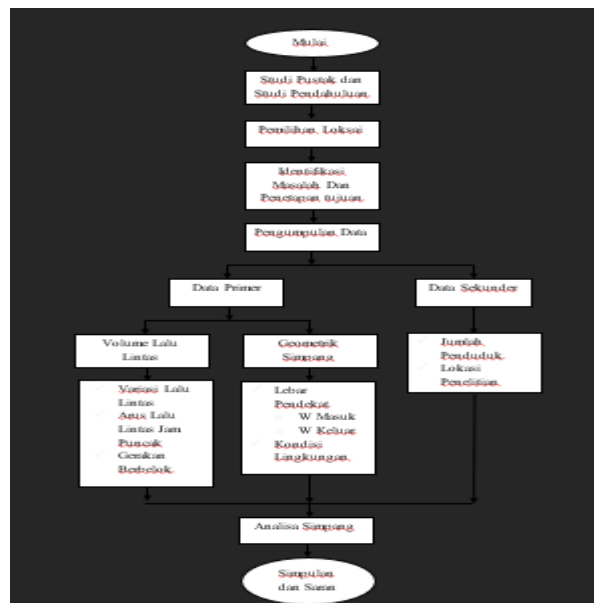 Mulai
Studi Pustak dan
Studi Pendahuluan
Pemilihan Loksai
Identifikasi
Masalah Dan
Penetapan tujuan
Pengumpulan Data
Data Primer
Data Sekunder
Volume Lalu
Lintas
Geometrik
Simpang
Jumlah
Penduduk
Lokasi
Penelitian
Variasi Lalu
Lintas
Arus Lalu
Lintas Jam
Puncak
Gerakan
Berbelok
Lebar
Pendekat
W Masuk
W Keluar
Kondisi
Lingkungan
Analisa Simpang
Simpulan
dan Saran